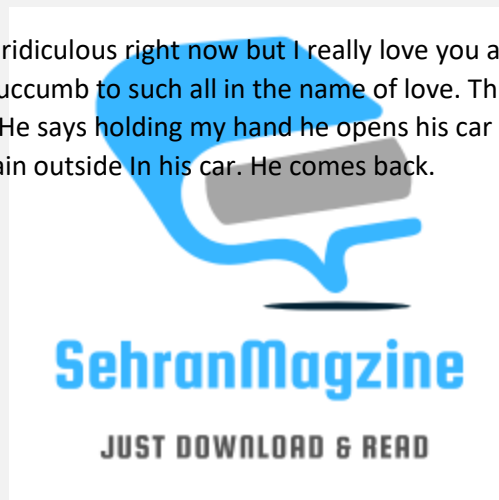 ridiculous right now but I really love you a
uccumb to such all in the name of love. Th
He says holding my hand he opens his car
ain outside In his car. He comes back.
SehranMagzine
JUST DOWNLOAD & READ